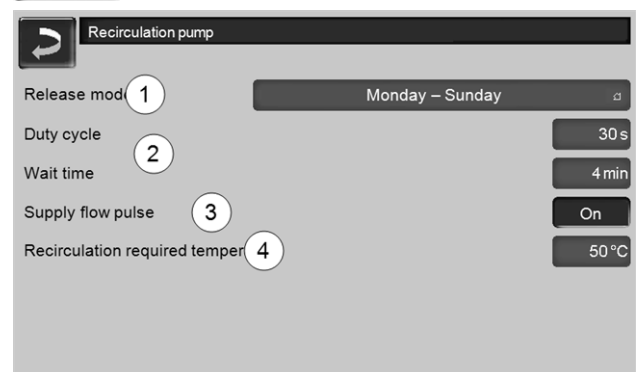 Recirculation pump
Release mod 1 Monday – Sunday
Duty cycle 30 s
2
Wait time 4 min
Supply flow pulse 3 On
Recirculation required temper 4 50 °C